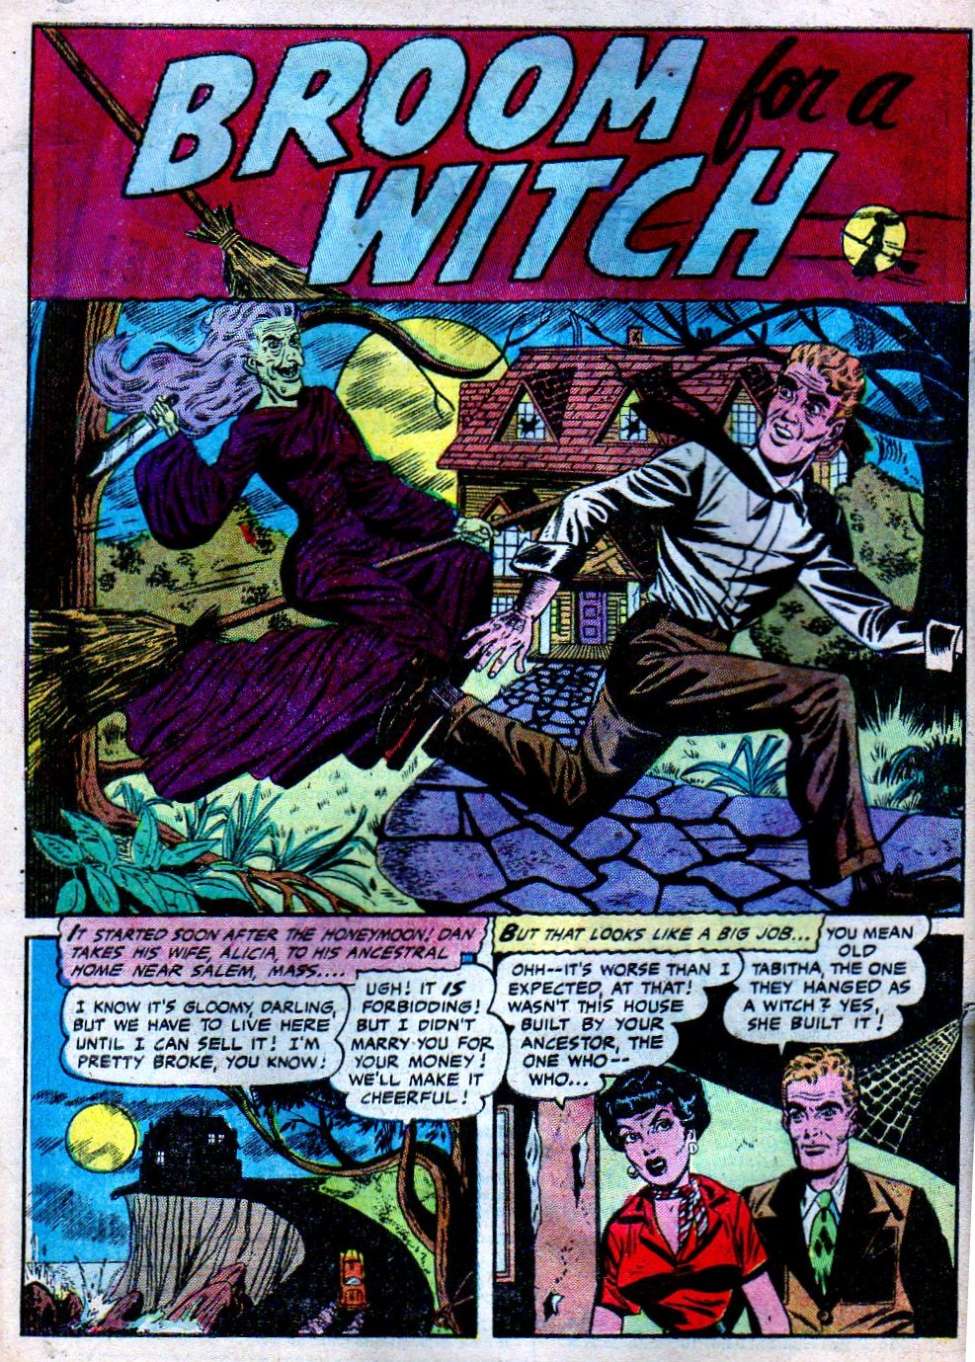 BROOM for a
WITCH
IT STARTED SOON AFTER THE HONEYMOON! DAN
TAKES HIS WIFE, ALICIA, TO HIS ANCESTRAL
HOME NEAR SALEM, MASS....
I KNOW IT'S GLOOMY, DARLING,
BUT WE HAVE TO LIVE HERE
UNTIL I CAN SELL IT! I'M
PRETTY BROKE, YOU KNOW!
UGH! IT IS
FORBIDDING!
BUT I DIDN'T
MARRY YOU FOR
YOUR MONEY!
WE'LL MAKE IT
CHEERFUL!
BUT THAT LOOKS LIKE A BIG JOB...
OHH--IT'S WORSE THAN I
EXPECTED, AT THAT!
WASN'T THIS HOUSE
BUILT BY YOUR
ANCESTOR, THE
ONE WHO--
WHO...
YOU MEAN
OLD
TABITHA, THE ONE
THEY HANGED AS
A WITCH? YES,
SHE BUILT IT!